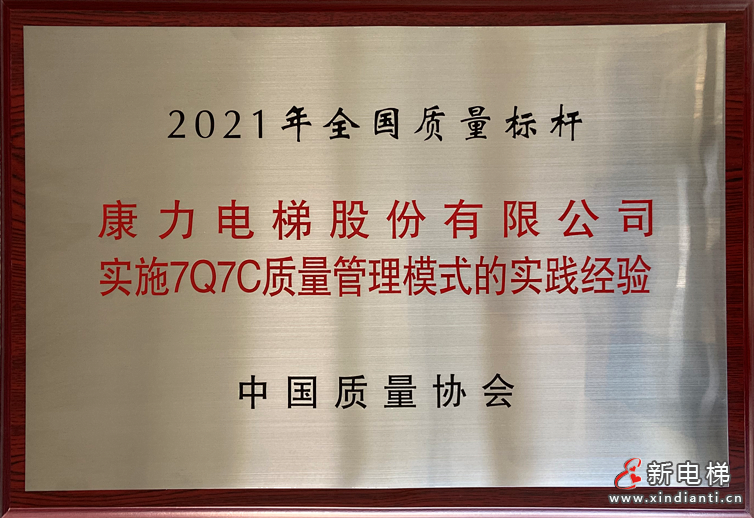 2021年全国质量标杆
康力电梯股份有限公司
实施7Q7C质量管理模式的实践经验
中国质量协会
新电梯
www.xindianti.cn